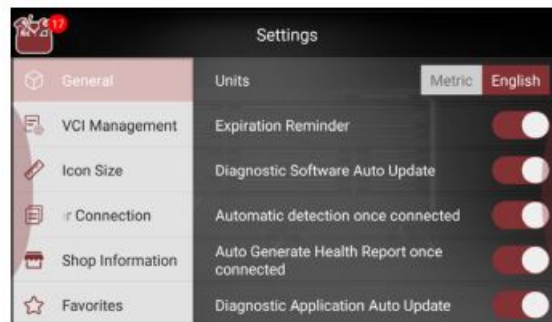 17
Settings
General
Units
Metric
English
VCI Management
Expiration Reminder
Icon Size
Diagnostic Software Auto Update
r Connection
Automatic detection once connected
Shop Information
Auto Generate Health Report once
connected
Favorites
Diagnostic Application Auto Update